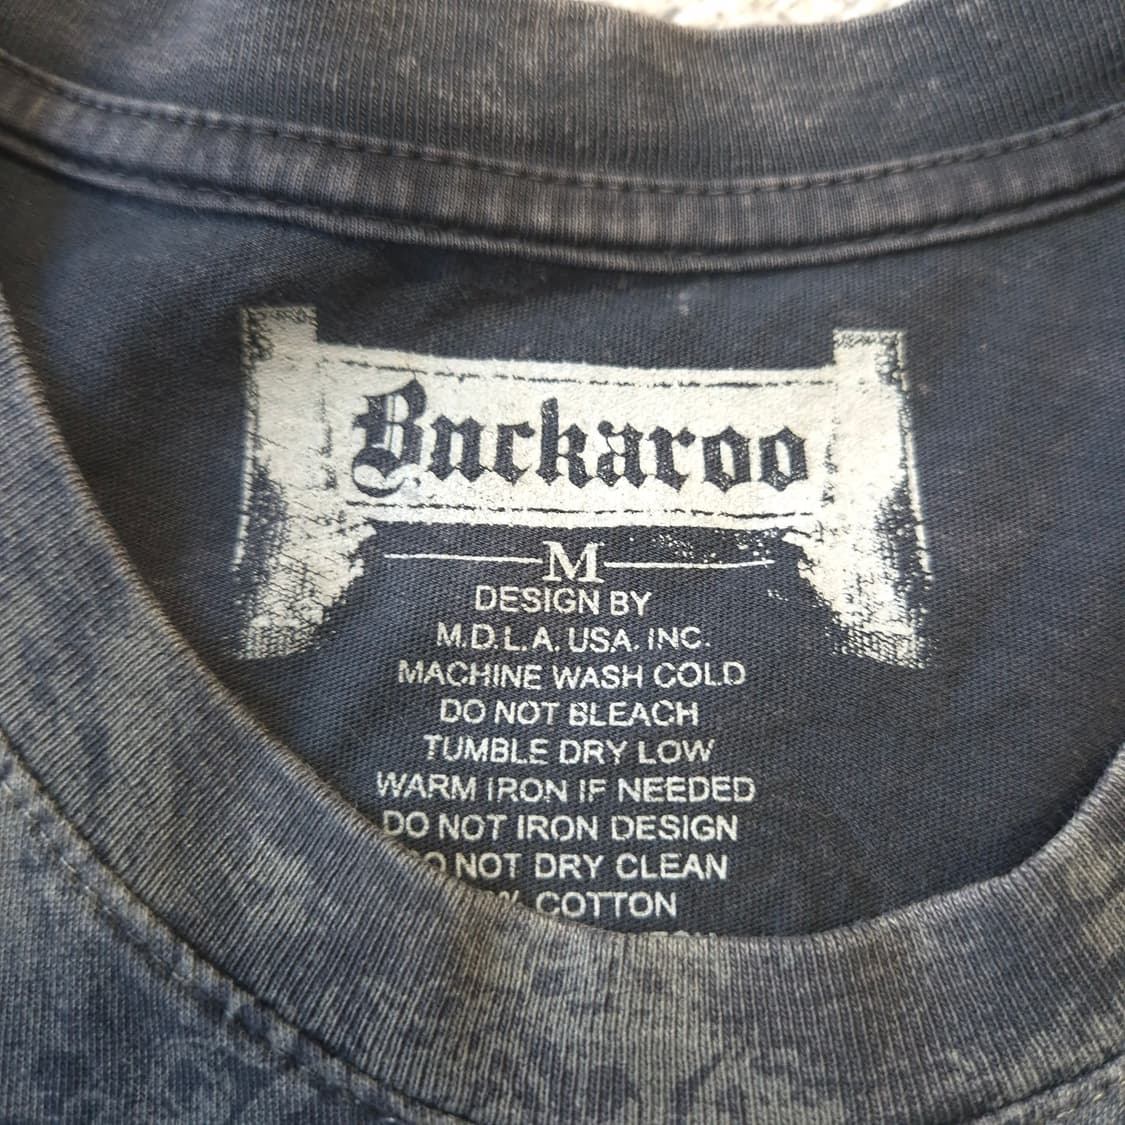 Buckaroo
M
DESIGN BY
M.D.L.A. USA. INC.
MACHINE WASH COLD
DO NOT BLEACH
TUMBLE DRY LOW
WARM IRON IF NEEDED
DO NOT IRON DESIGN
NOT DRY CLEAN
COTTON